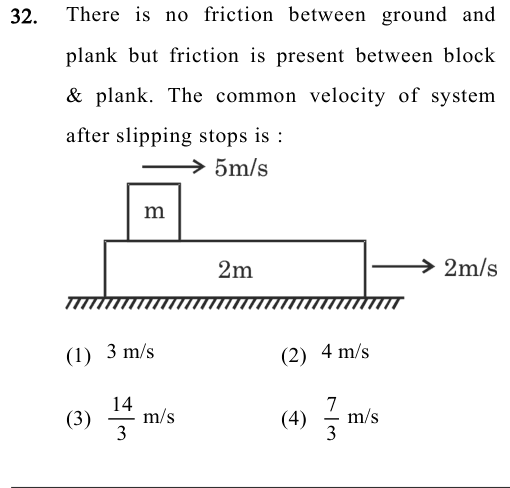 32. There is no friction between ground and
plank but friction is present between block
& plank. The common velocity of system
after slipping stops is :
5m/s
m
2m
2m/s
(1) 3 m/s (2) 4 m/s
(3) 14/3 m/s (4) 7/3 m/s